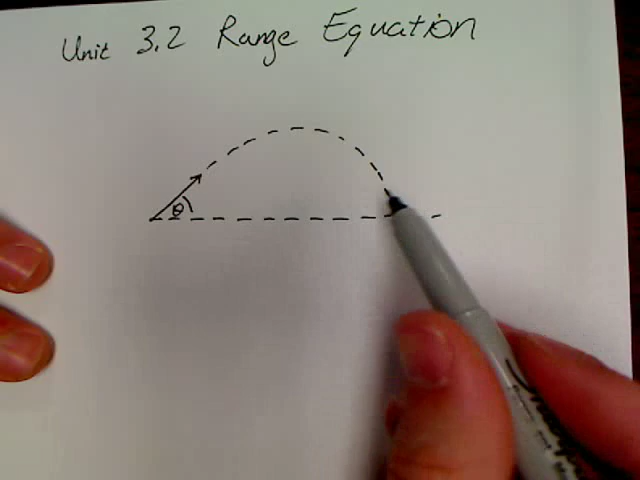 Unit 3.2 Range Equation
θ